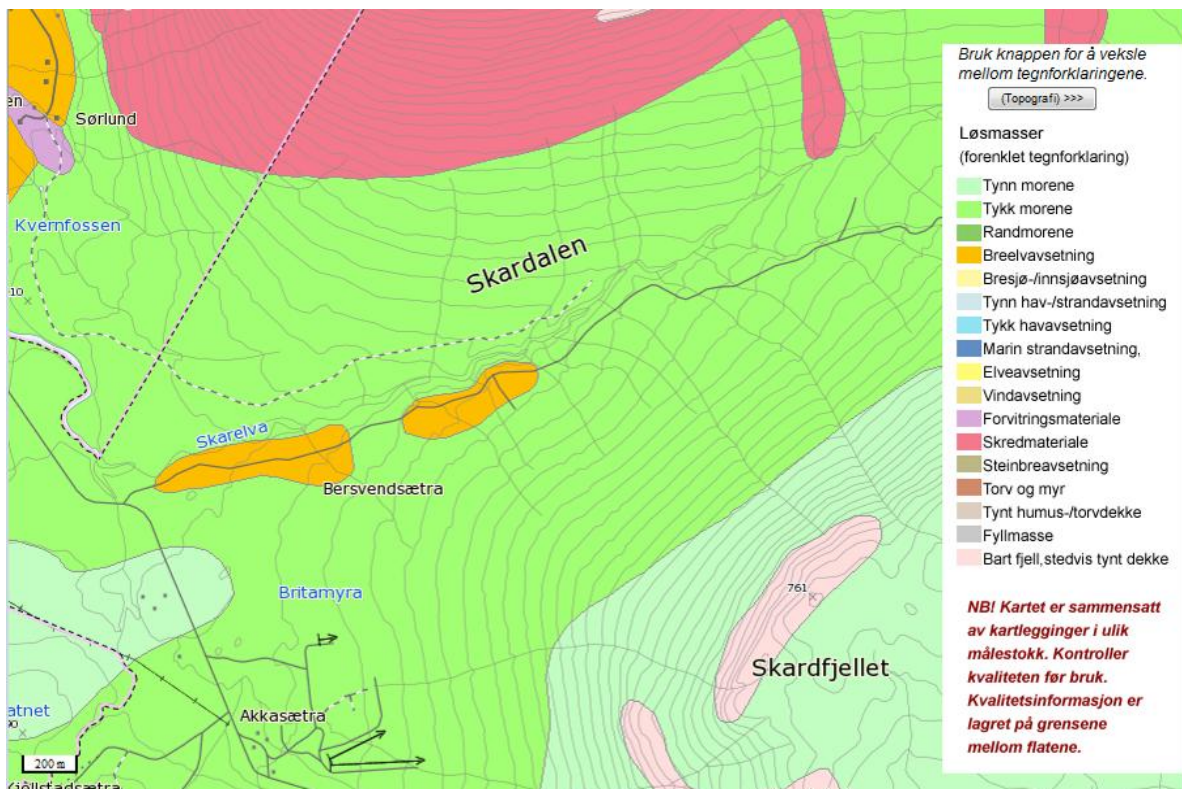 Bruk knappen for å veksle
mellom tegnforklaringene.
(Topografi) >>>
Løsmasser
(forenklet tegnforklaring)
Tynn morene
Tykk morene
Randmorene
Breelvavsetning
Bresjø-/innsjøavsetning
Tynn hav-/strandavsetning
Tykk havavsetning
Marin strandavsetning,
Elveavsetning
Vindavsetning
Forvitringsmateriale
Skredmateriale
Steinbreavsetning
Torv og myr
Tynt humus-/torvdekke
Fyllmasse
Bart fjell,stedvis tynt dekke
NB! Kartet er sammensatt
av kartlegginger i ulik
målestokk. Kontroller
kvaliteten før bruk.
Kvalitetsinformasjon er
lagret på grensene
mellom flatene.
en
Sørlund
Kvernfossen
Skardalen
10
Skarelva
Bersvendsætra
Britamyra
761
Skardfjellet
Akkasætra
atnet
200 m